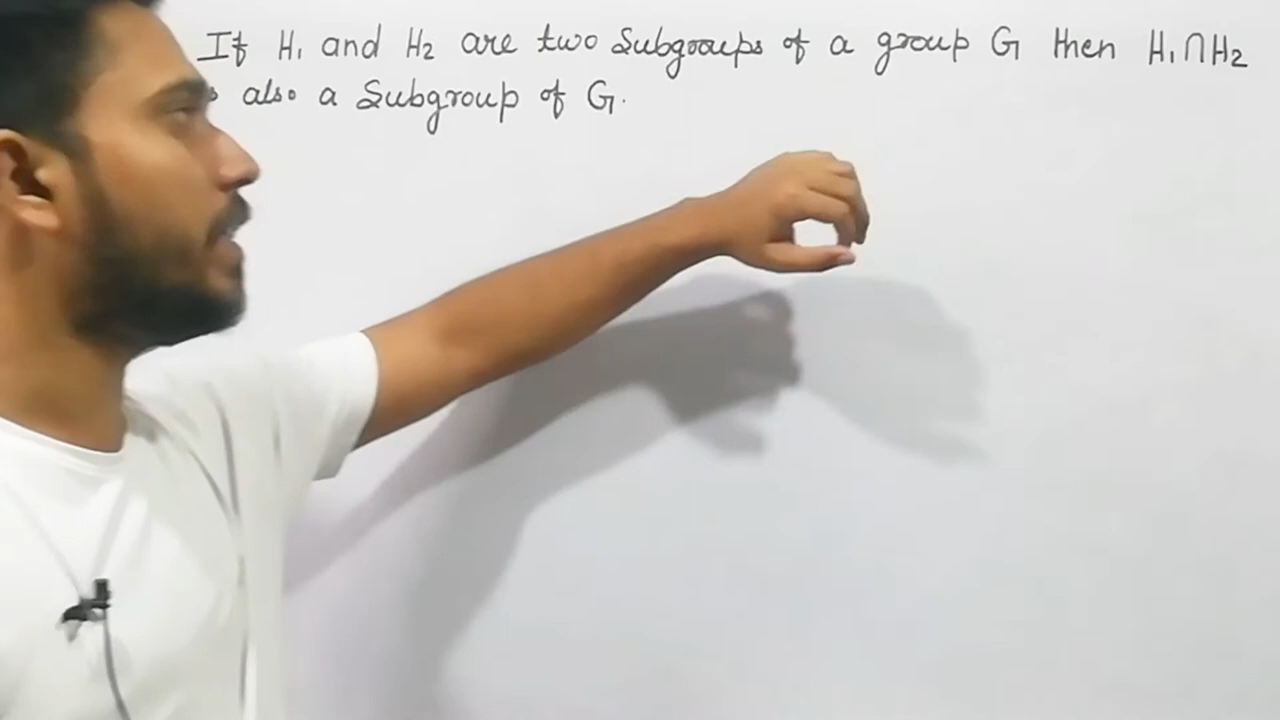 If H₁ and H₂ are two Subgroups of a group G then H₁∩H₂
also a Subgroup of G.